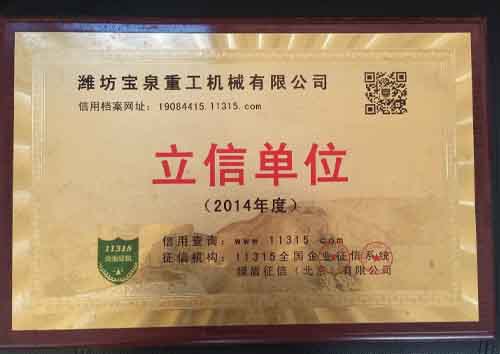 潍坊宝泉重工机械有限公司
信用档案网址：19084415.11315.com
立信单位
（2014年度）
信用查询：www.11315.com
征信机构：11315全国企业征信系统
绿盾征信（北京）有限公司
11315